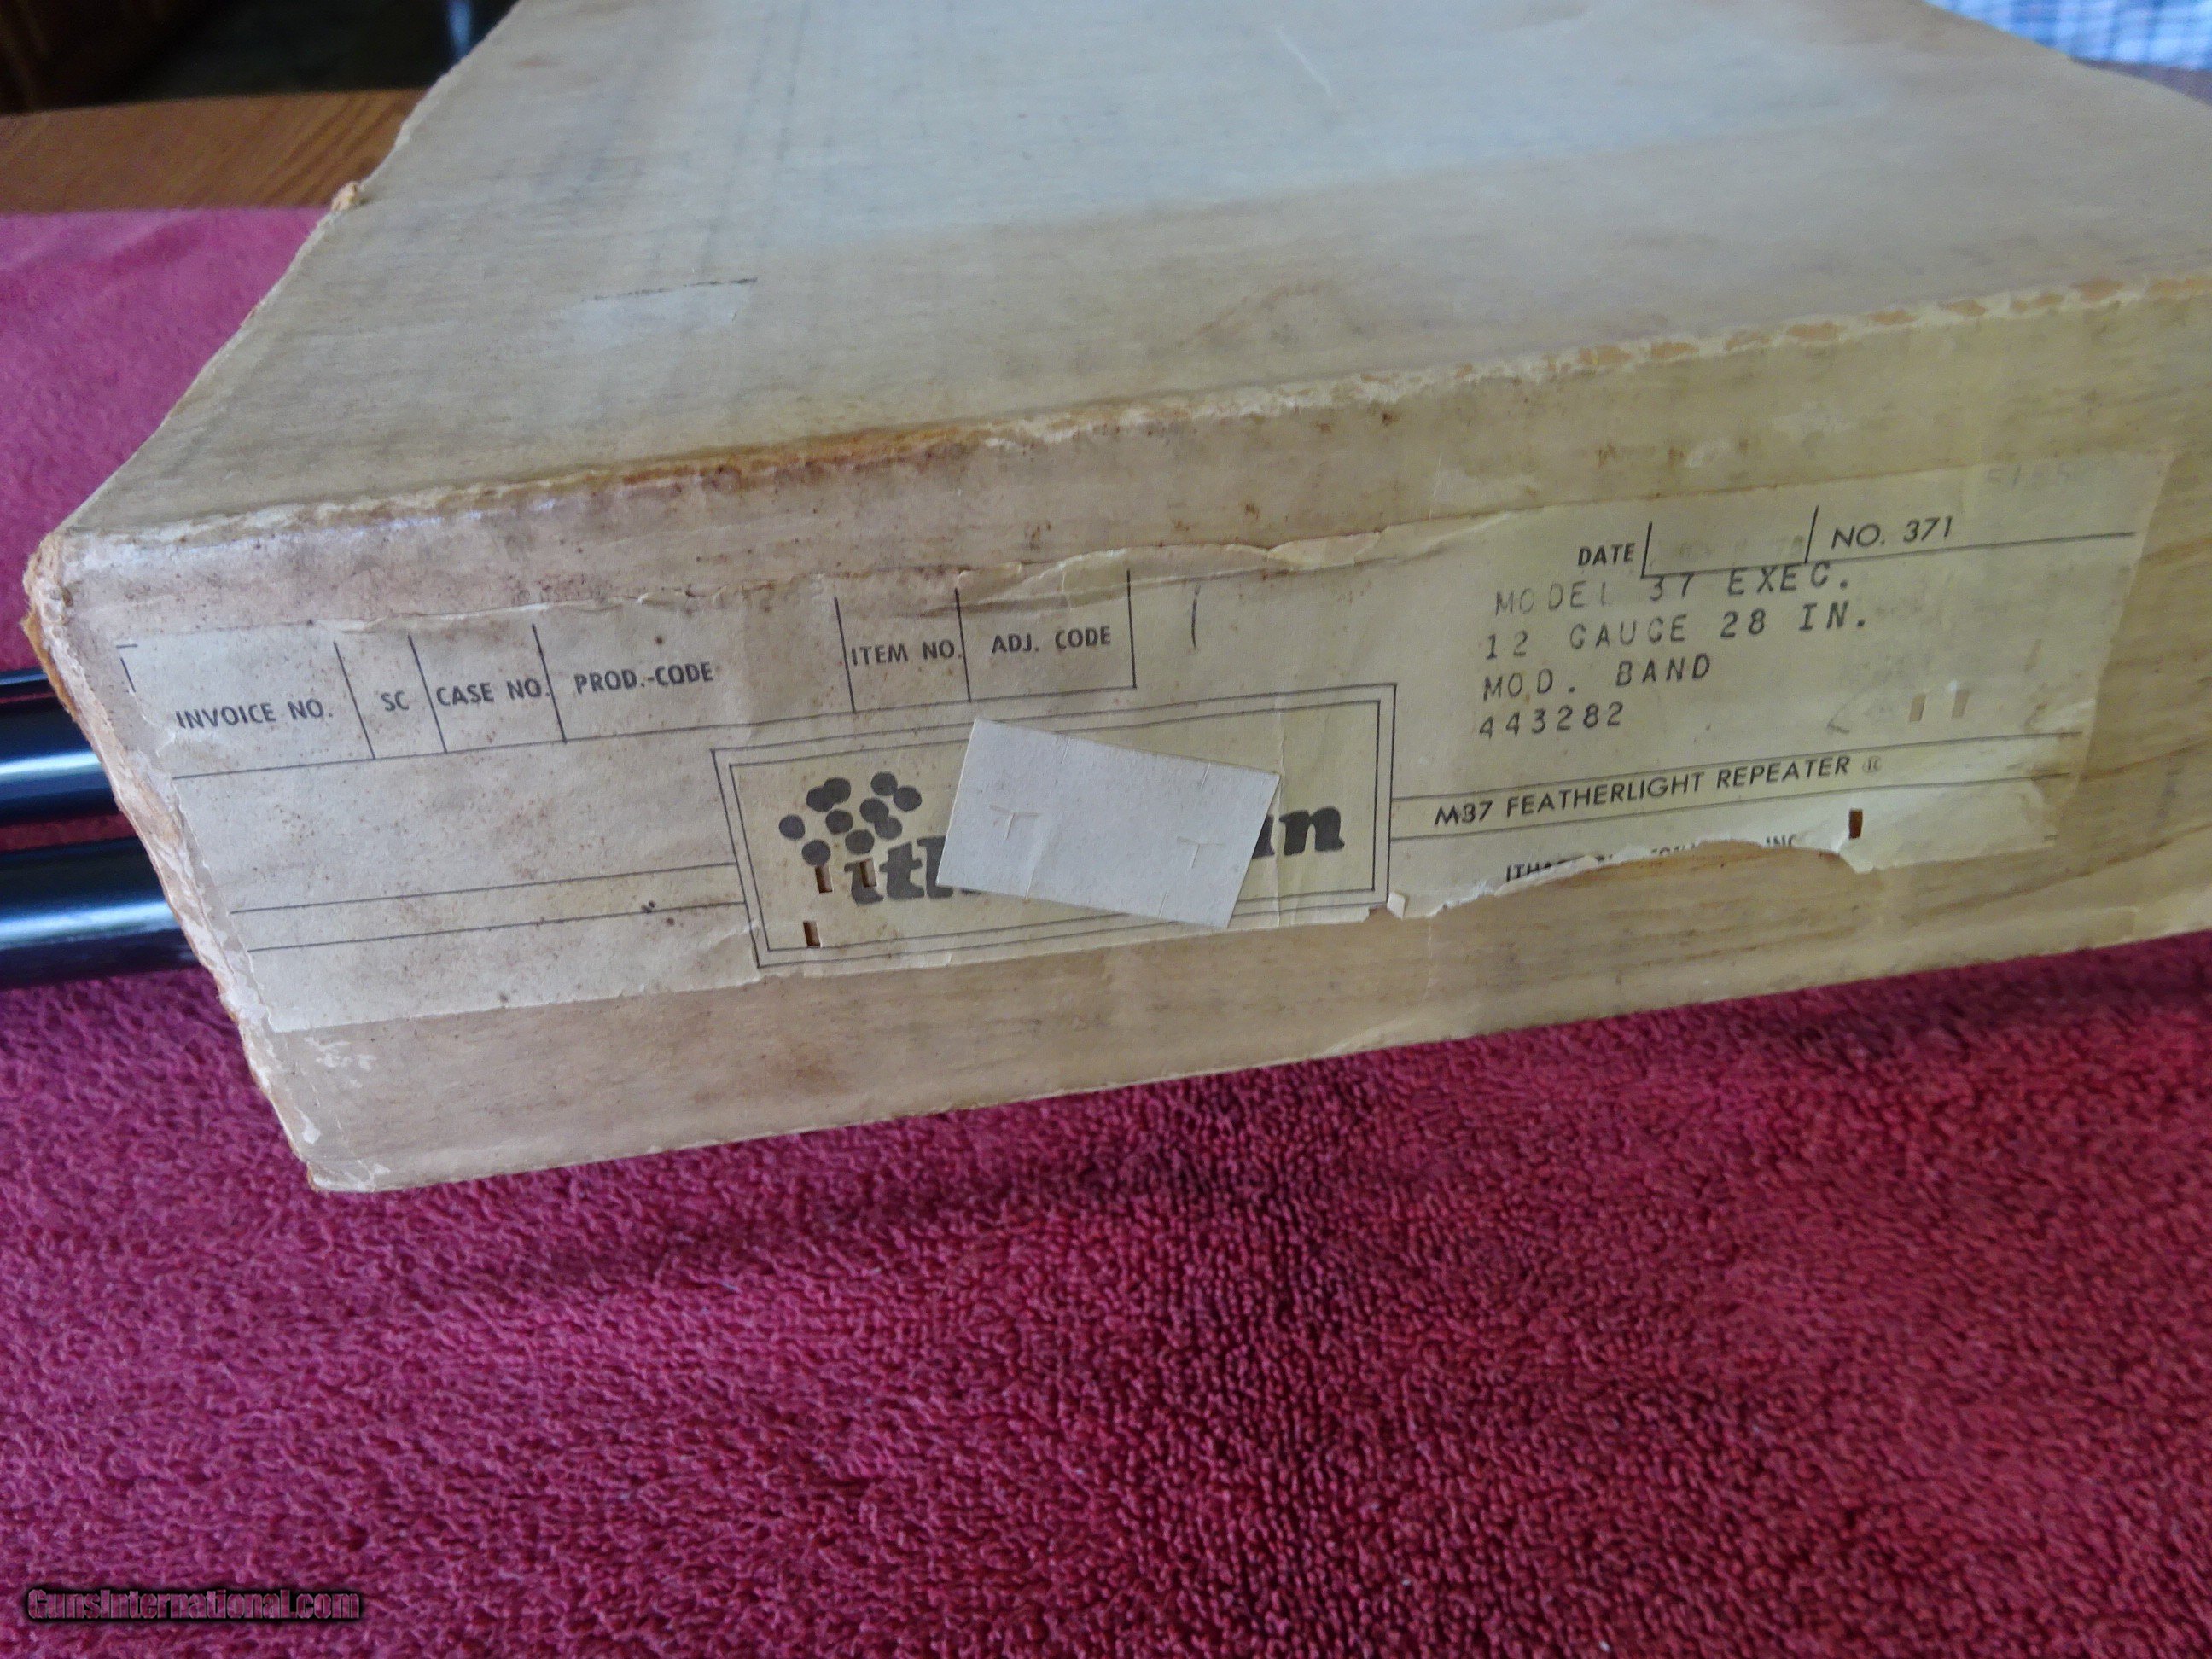 DATE NO. 371
MODEL 37 EXEC.
12 GAUGE 28 IN.
MOD. BAND
443282
INVOICE NO. SC CASE NO. PROD.-CODE ITEM NO. ADJ. CODE
M37 FEATHERLIGHT REPEATER ®
GunsInternational.com